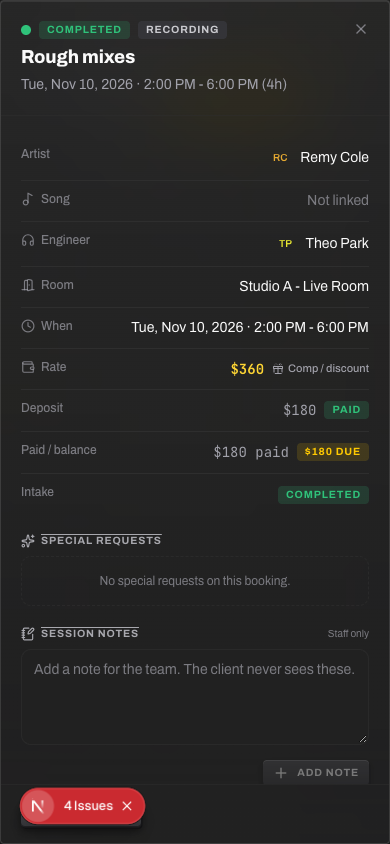 COMPLETED RECORDING
Rough mixes
Tue, Nov 10, 2026 · 2:00 PM - 6:00 PM (4h)
Artist RC Remy Cole
Song Not linked
Engineer TP Theo Park
Room Studio A - Live Room
When Tue, Nov 10, 2026 · 2:00 PM - 6:00 PM
Rate $360 Comp / discount
Deposit $180 PAID
Paid / balance $180 paid $180 DUE
Intake COMPLETED
SPECIAL REQUESTS
No special requests on this booking.
SESSION NOTES Staff only
Add a note for the team. The client never sees these.
ADD NOTE
N 4 Issues